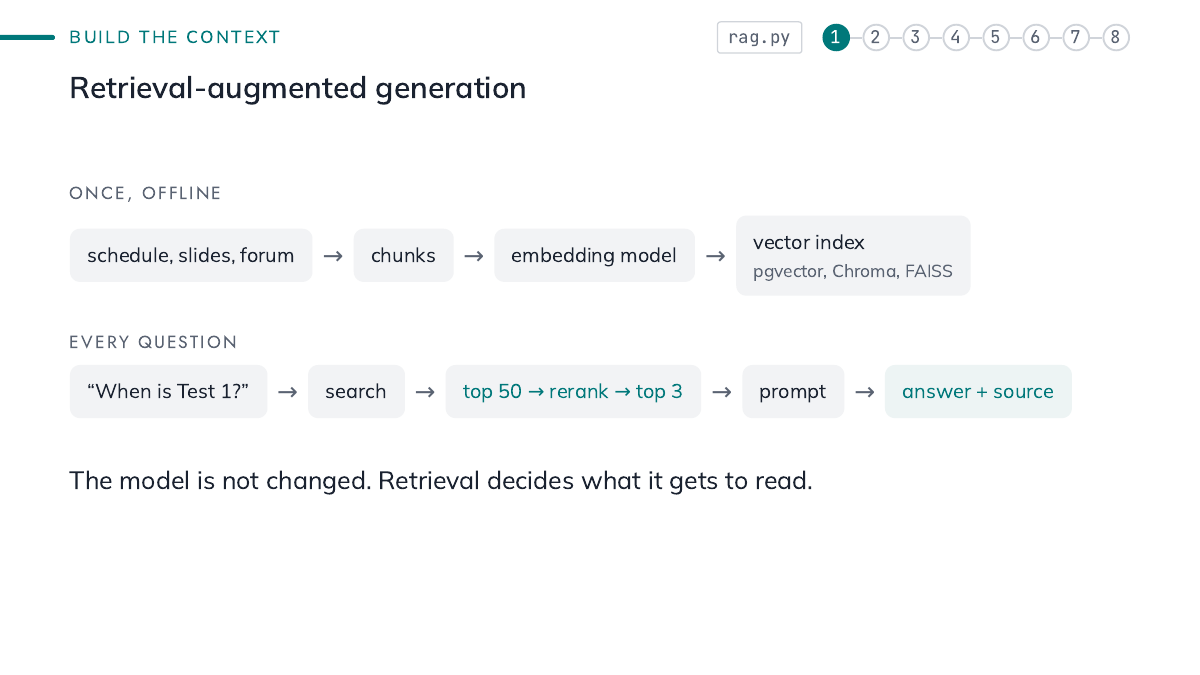 BUILD THE CONTEXT
rag.py 1 2 3 4 5 6 7 8
Retrieval-augmented generation
ONCE, OFFLINE
schedule, slides, forum → chunks → embedding model → vector index
pgvector, Chroma, FAISS
EVERY QUESTION
“When is Test 1?” → search → top 50 → rerank → top 3 → prompt → answer + source
The model is not changed. Retrieval decides what it gets to read.